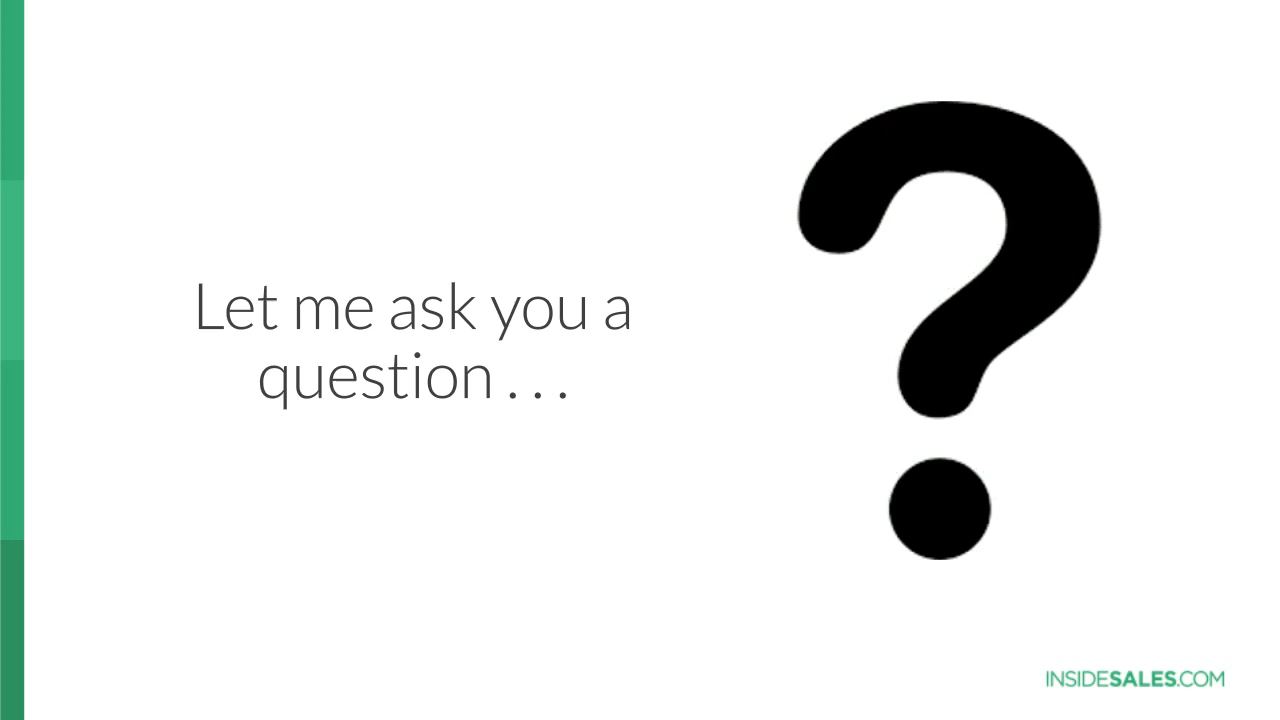 Let me ask you a
question . . .
?
INSIDESALES.COM